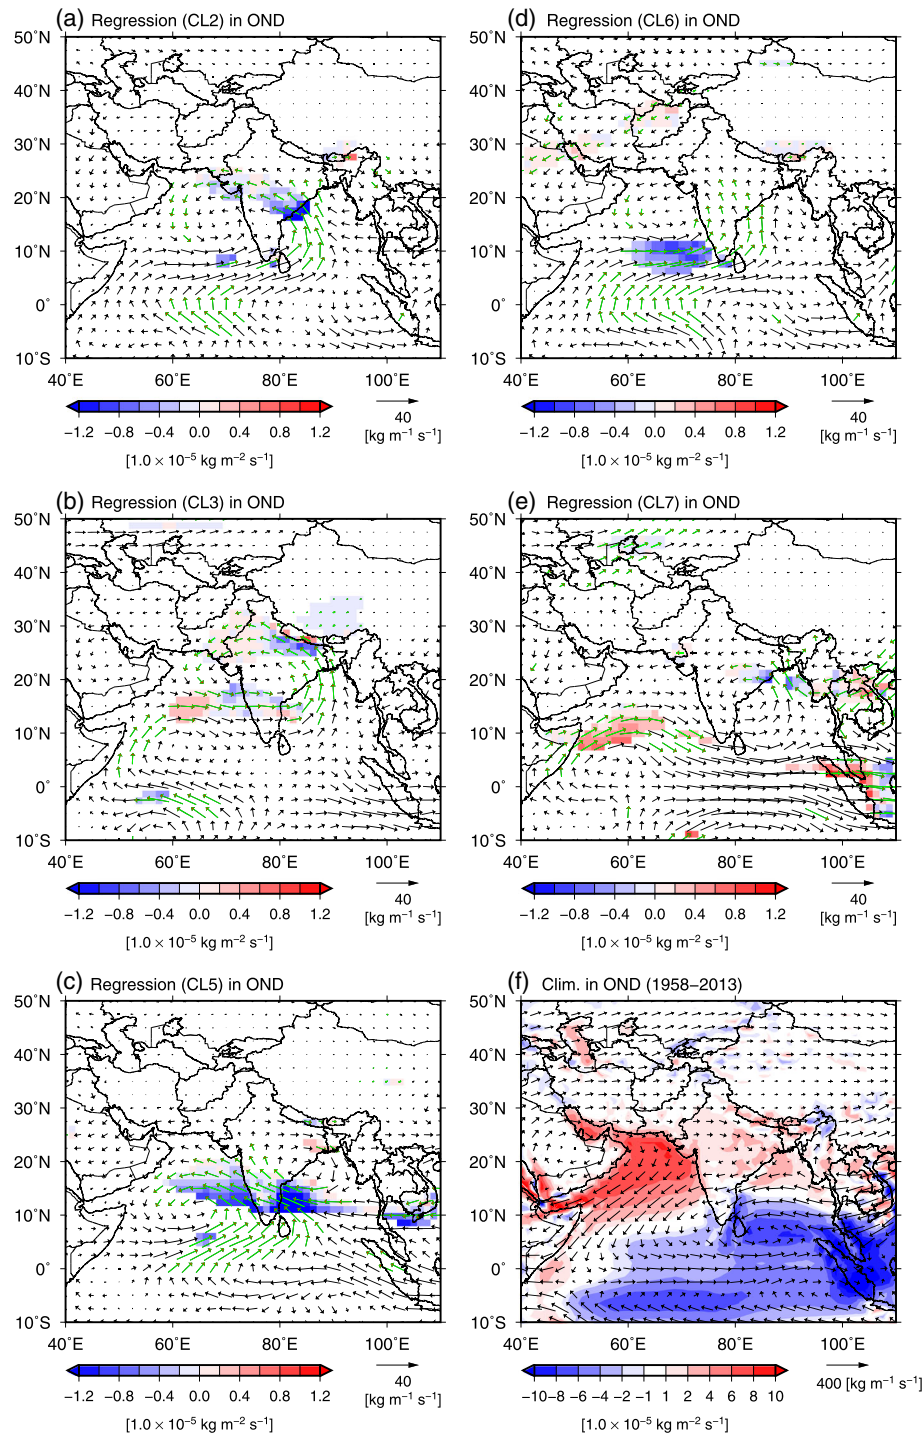 (a) Regression (CL2) in OND
50°N
40°N
30°N
20°N
10°N
0°
10°S
40°E 60°E 80°E 100°E
−1.2 −0.8 −0.4 0.0 0.4 0.8 1.2
40
[kg m⁻¹ s⁻¹]
[1.0 × 10⁻⁵ kg m⁻² s⁻¹]
(d) Regression (CL6) in OND
50°N
40°N
30°N
20°N
10°N
0°
10°S
40°E 60°E 80°E 100°E
−1.2 −0.8 −0.4 0.0 0.4 0.8 1.2
40
[kg m⁻¹ s⁻¹]
[1.0 × 10⁻⁵ kg m⁻² s⁻¹]
(b) Regression (CL3) in OND
50°N
40°N
30°N
20°N
10°N
0°
10°S
40°E 60°E 80°E 100°E
−1.2 −0.8 −0.4 0.0 0.4 0.8 1.2
40
[kg m⁻¹ s⁻¹]
[1.0 × 10⁻⁵ kg m⁻² s⁻¹]
(e) Regression (CL7) in OND
50°N
40°N
30°N
20°N
10°N
0°
10°S
40°E 60°E 80°E 100°E
−1.2 −0.8 −0.4 0.0 0.4 0.8 1.2
40
[kg m⁻¹ s⁻¹]
[1.0 × 10⁻⁵ kg m⁻² s⁻¹]
(c) Regression (CL5) in OND
50°N
40°N
30°N
20°N
10°N
0°
10°S
40°E 60°E 80°E 100°E
−1.2 −0.8 −0.4 0.0 0.4 0.8 1.2
40
[kg m⁻¹ s⁻¹]
[1.0 × 10⁻⁵ kg m⁻² s⁻¹]
(f) Clim. in OND (1958−2013)
50°N
40°N
30°N
20°N
10°N
0°
10°S
40°E 60°E 80°E 100°E
−10 −8 −6 −4 −2 −1 1 2 4 6 8 10
400 [kg m⁻¹ s⁻¹]
[1.0 × 10⁻⁵ kg m⁻² s⁻¹]